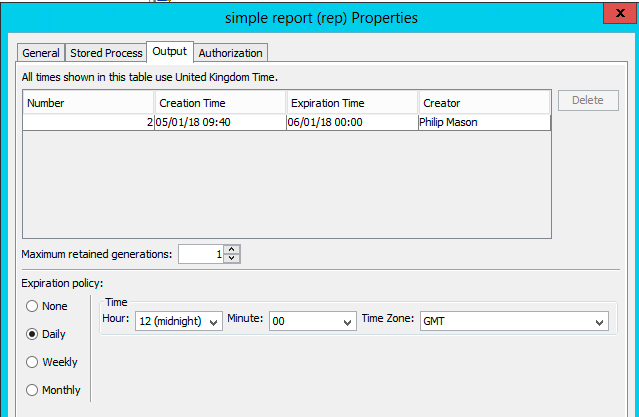 simple report (rep) Properties
x
General Stored Process Output Authorization
All times shown in this table use United Kingdom Time.
Number Creation Time Expiration Time Creator Delete
2 05/01/18 09:40 06/01/18 00:00 Philip Mason
Maximum retained generations: 1
Expiration policy:
None
Time
Hour: 12 (midnight) Minute: 00 Time Zone: GMT
Daily
Weekly
Monthly